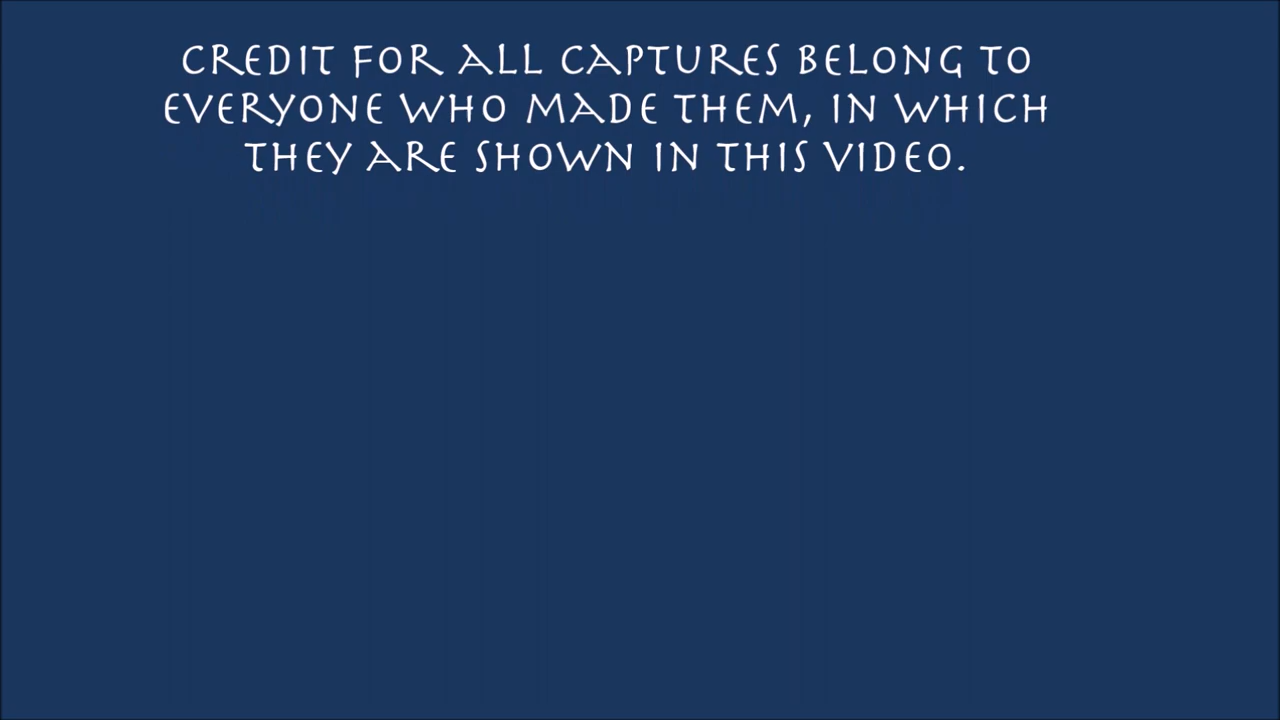 CREDIT FOR ALL CAPTURES BELONG TO
EVERYONE WHO MADE THEM, IN WHICH
THEY ARE SHOWN IN THIS VIDEO.